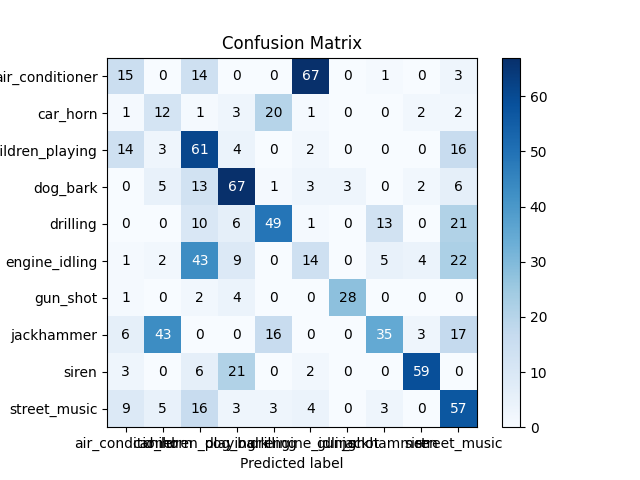 Confusion Matrix
air_conditioner 15 0 14 0 0 67 0 1 0 3
car_horn 1 12 1 3 20 1 0 0 2 2
ildren_playing 14 3 61 4 0 2 0 0 0 16
dog_bark 0 5 13 67 1 3 3 0 2 6
drilling 0 0 10 6 49 1 0 13 0 21
engine_idling 1 2 43 9 0 14 0 5 4 22
gun_shot 1 0 2 4 0 0 28 0 0 0
jackhammer 6 43 0 0 16 0 0 35 3 17
siren 3 0 6 21 0 2 0 0 59 0
street_music 9 5 16 3 3 4 0 3 0 57
60
50
40
30
20
10
0
street_music
Predicted label